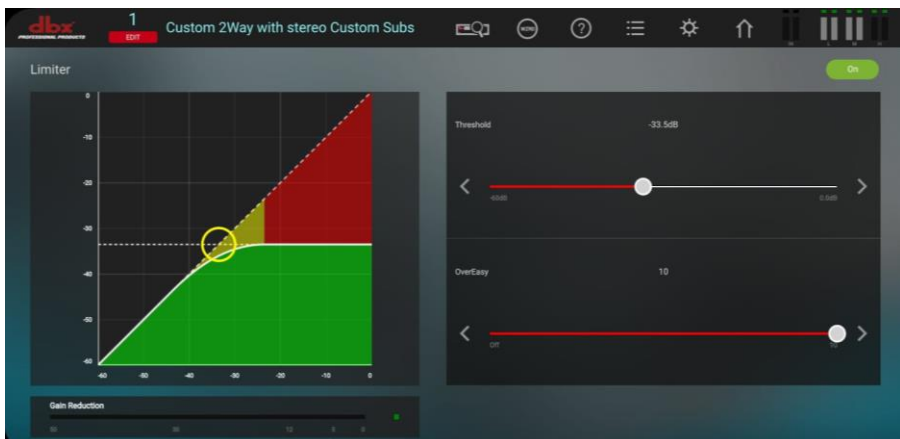 dbx
PROFESSIONAL PRODUCTS
1
EDIT
Custom 2Way with stereo Custom Subs
?
Limiter
On
0
-10
-20
-30
-40
-50
-60
-60
-50
-40
-30
-20
-10
0
Threshold
-33.5dB
-60dB
0.0dB
OverEasy
10
Off
Gain Reduction